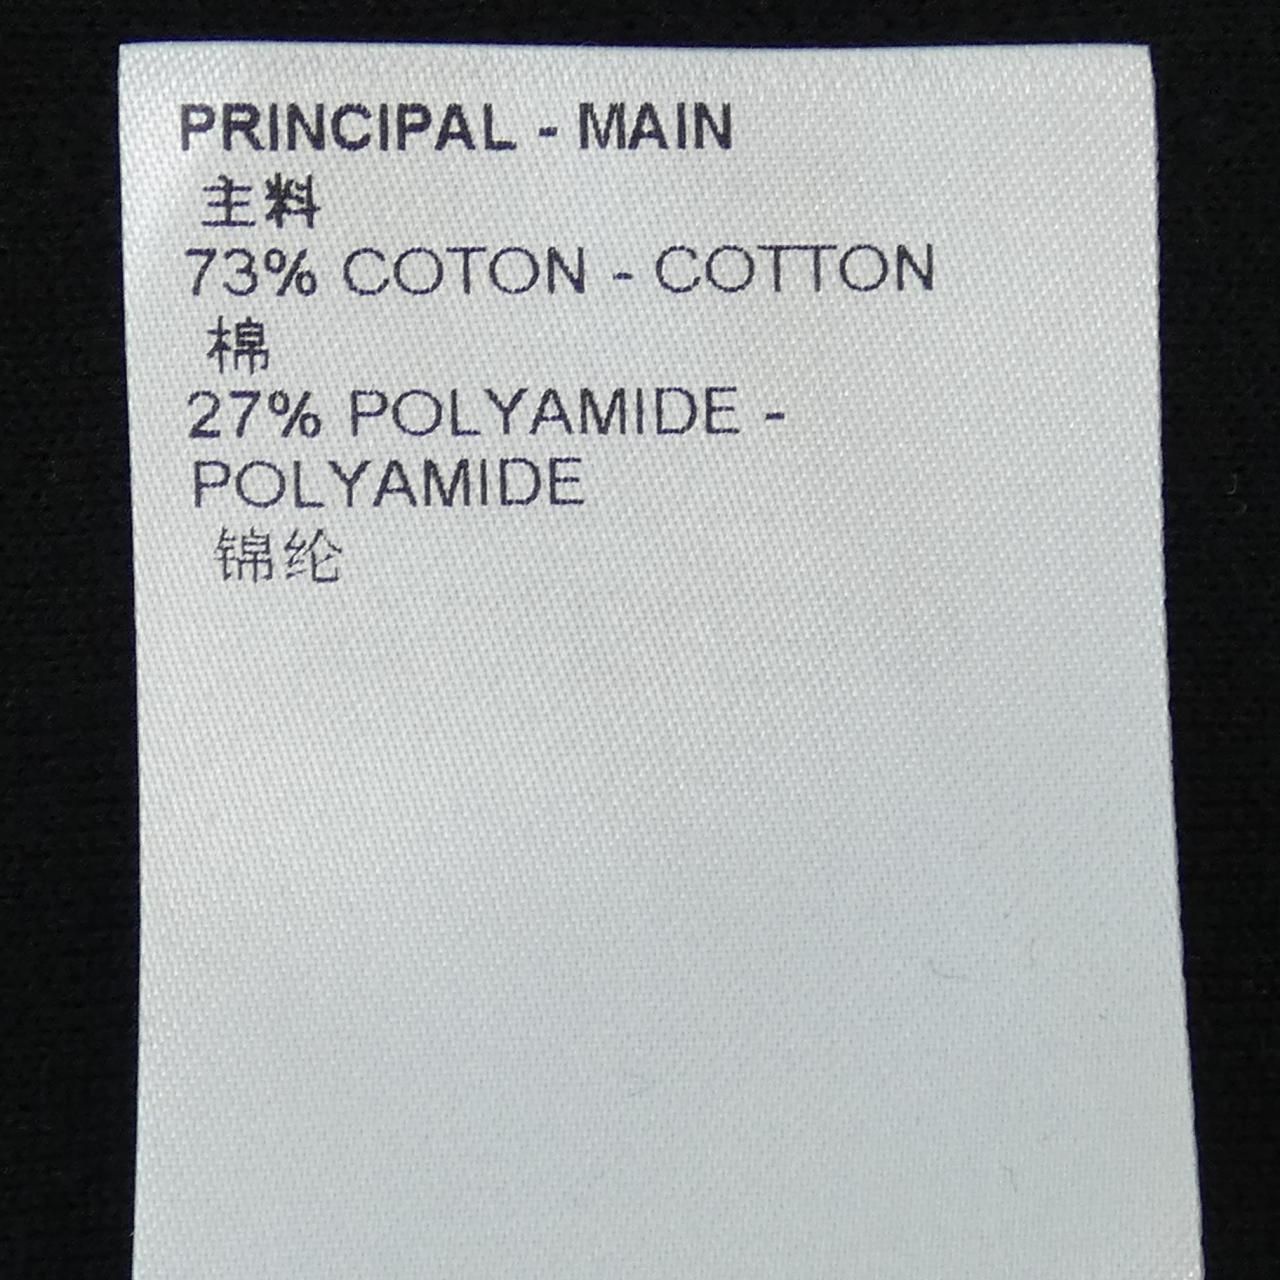 PRINCIPAL - MAIN
主料
73% COTON - COTTON
棉
27% POLYAMIDE -
POLYAMIDE
锦纶